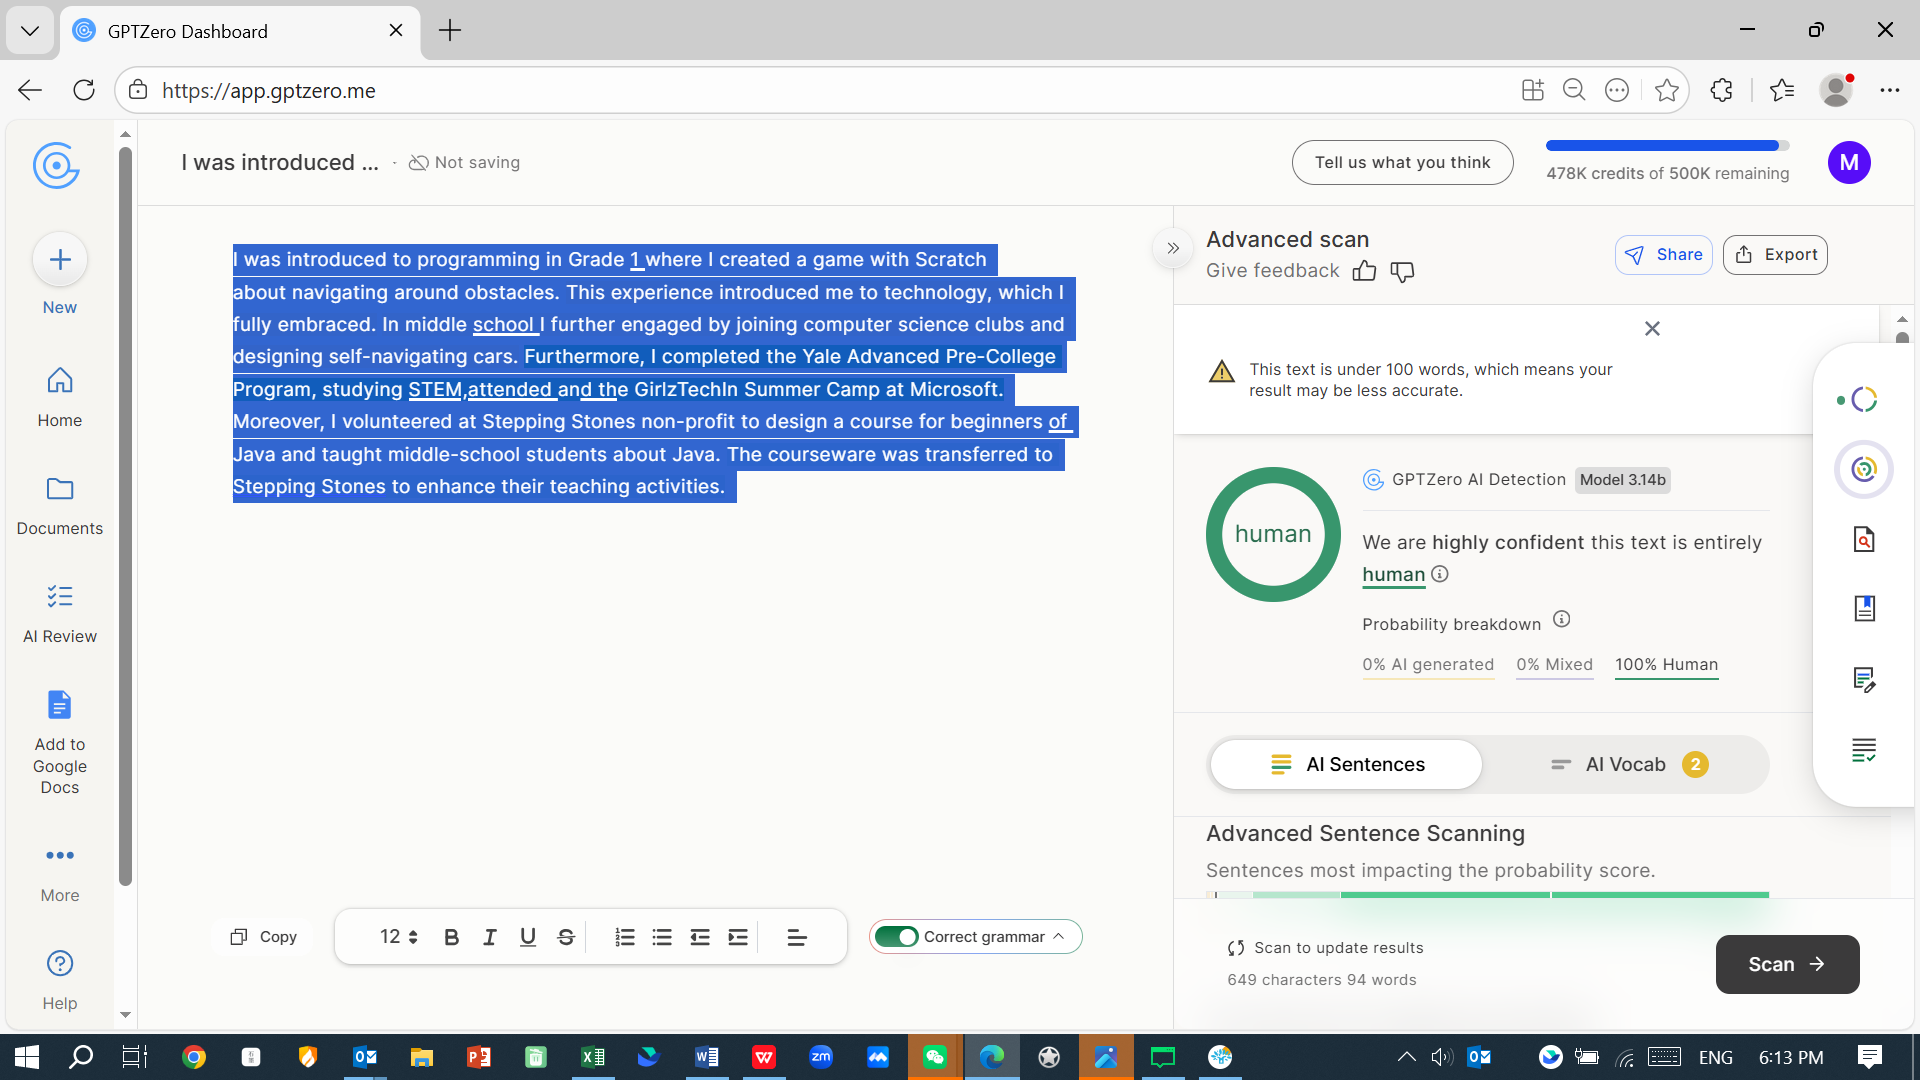 GPTZero Dashboard
https://app.gptzero.me
I was introduced ... · Not saving
Tell us what you think
478K credits of 500K remaining
M
New
Home
Documents
AI Review
Add to
Google
Docs
More
Help
I was introduced to programming in Grade 1 where I created a game with Scratch
about navigating around obstacles. This experience introduced me to technology, which I
fully embraced. In middle school I further engaged by joining computer science clubs and
designing self-navigating cars. Furthermore, I completed the Yale Advanced Pre-College
Program, studying STEM,attended and the GirlzTechIn Summer Camp at Microsoft.
Moreover, I volunteered at Stepping Stones non-profit to design a course for beginners of
Java and taught middle-school students about Java. The courseware was transferred to
Stepping Stones to enhance their teaching activities.
Copy
12
B I U S
Correct grammar
Advanced scan
Give feedback
Share
Export
This text is under 100 words, which means your
result may be less accurate.
human
GPTZero AI Detection Model 3.14b
We are highly confident this text is entirely
human
Probability breakdown
0% AI generated 0% Mixed 100% Human
AI Sentences
AI Vocab 2
Advanced Sentence Scanning
Sentences most impacting the probability score.
Scan to update results
649 characters 94 words
Scan
ENG
6:13 PM